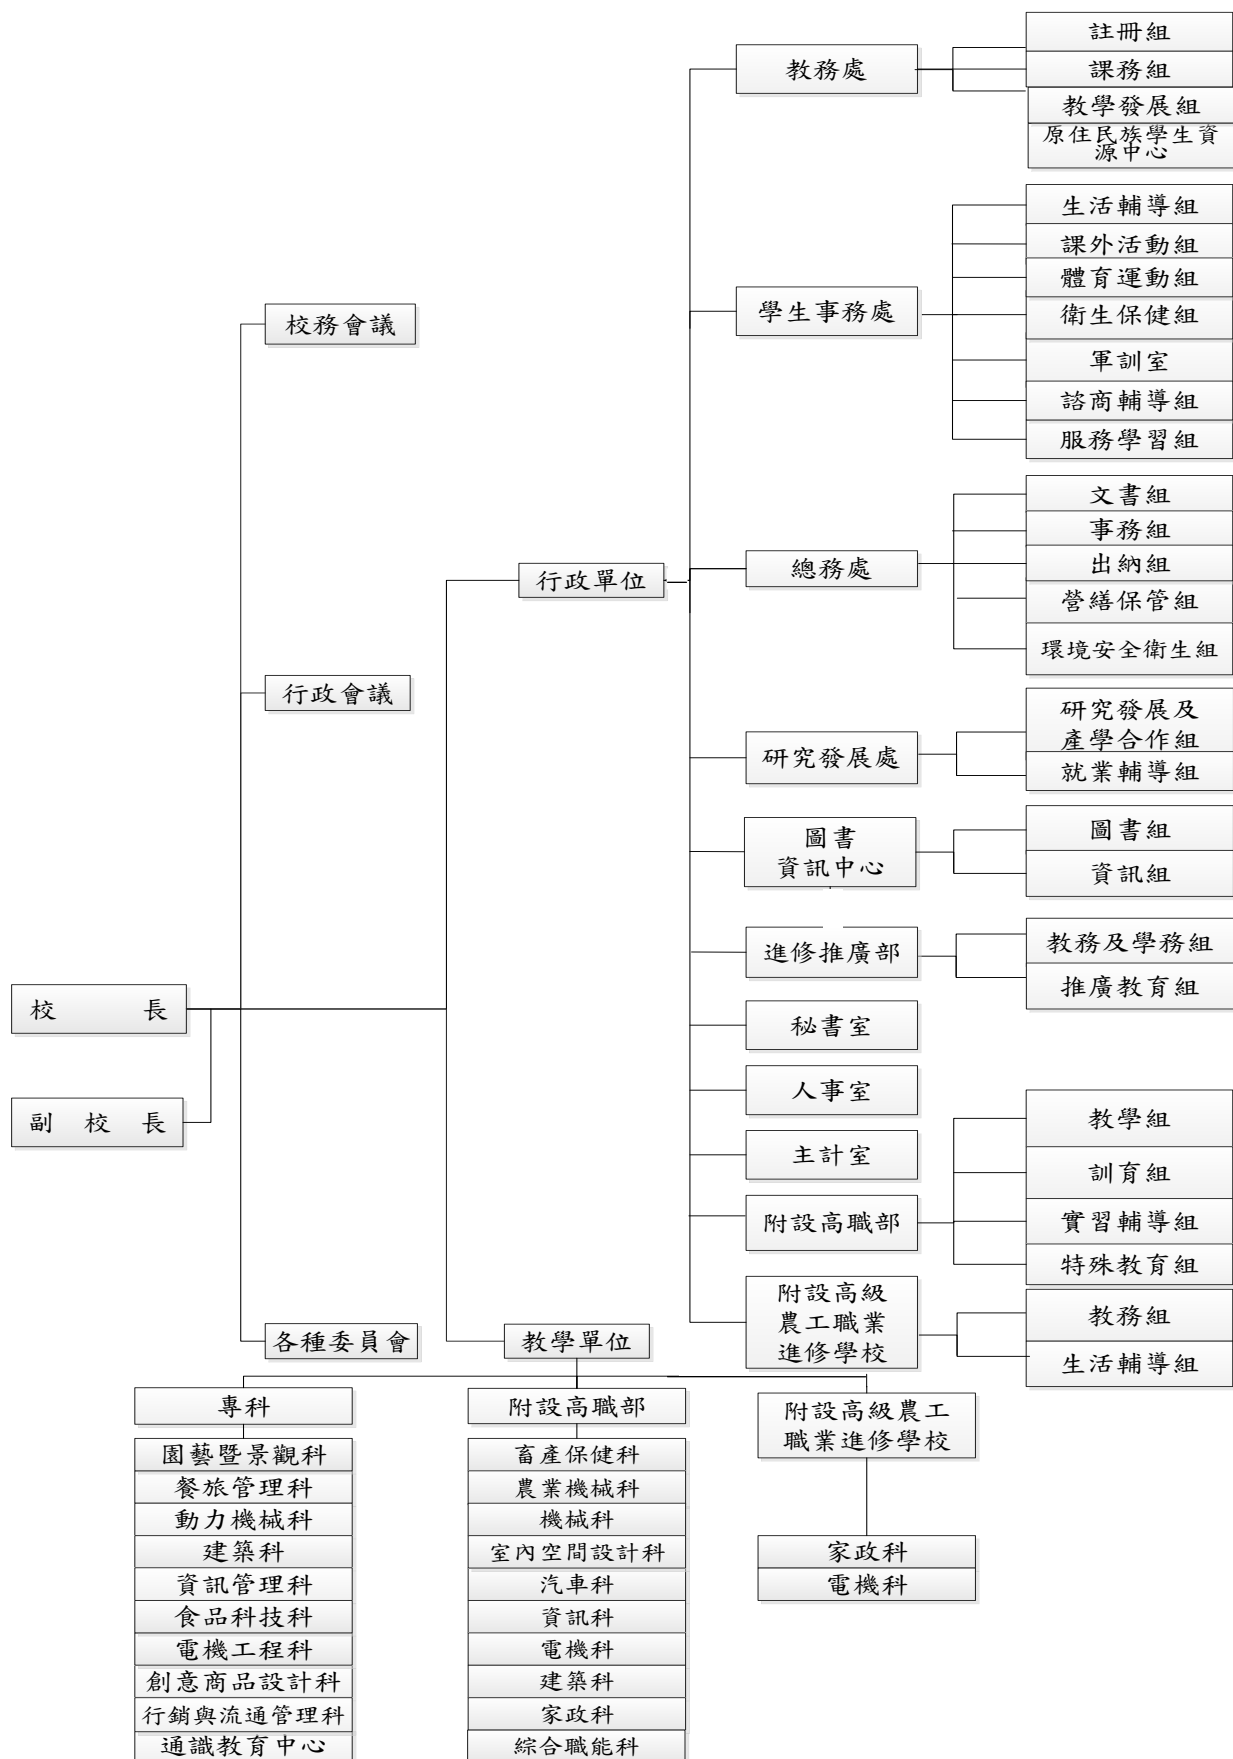 註冊組
教務處
課務組
教學發展組
原住民族學生資
源中心
生活輔導組
課外活動組
體育運動組
校務會議
學生事務處
衛生保健組
軍訓室
諮商輔導組
服務學習組
文書組
事務組
行政單位
總務處
出納組
營繕保管組
環境安全衛生組
行政會議
研究發展及
產學合作組
研究發展處
就業輔導組
圖書
資訊中心
圖書組
資訊組
進修推廣部
教務及學務組
推廣教育組
校長
秘書室
副校長
人事室
主計室
教學組
訓育組
附設高職部
實習輔導組
特殊教育組
附設高級
農工職業
進修學校
教務組
生活輔導組
各種委員會
教學單位
專科
附設高職部
附設高級農工
職業進修學校
園藝暨景觀科
餐旅管理科
動力機械科
建築科
資訊管理科
食品科技科
電機工程科
創意商品設計科
行銷與流通管理科
通識教育中心
畜產保健科
農業機械科
機械科
室內空間設計科
汽車科
資訊科
電機科
建築科
家政科
綜合職能科
家政科
電機科